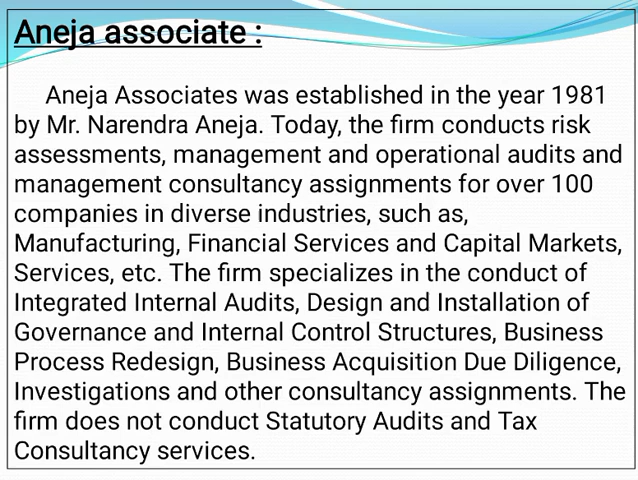 Aneja associate :
Aneja Associates was established in the year 1981
by Mr. Narendra Aneja. Today, the firm conducts risk
assessments, management and operational audits and
management consultancy assignments for over 100
companies in diverse industries, such as,
Manufacturing, Financial Services and Capital Markets,
Services, etc. The firm specializes in the conduct of
Integrated Internal Audits, Design and Installation of
Governance and Internal Control Structures, Business
Process Redesign, Business Acquisition Due Diligence,
Investigations and other consultancy assignments. The
firm does not conduct Statutory Audits and Tax
Consultancy services.